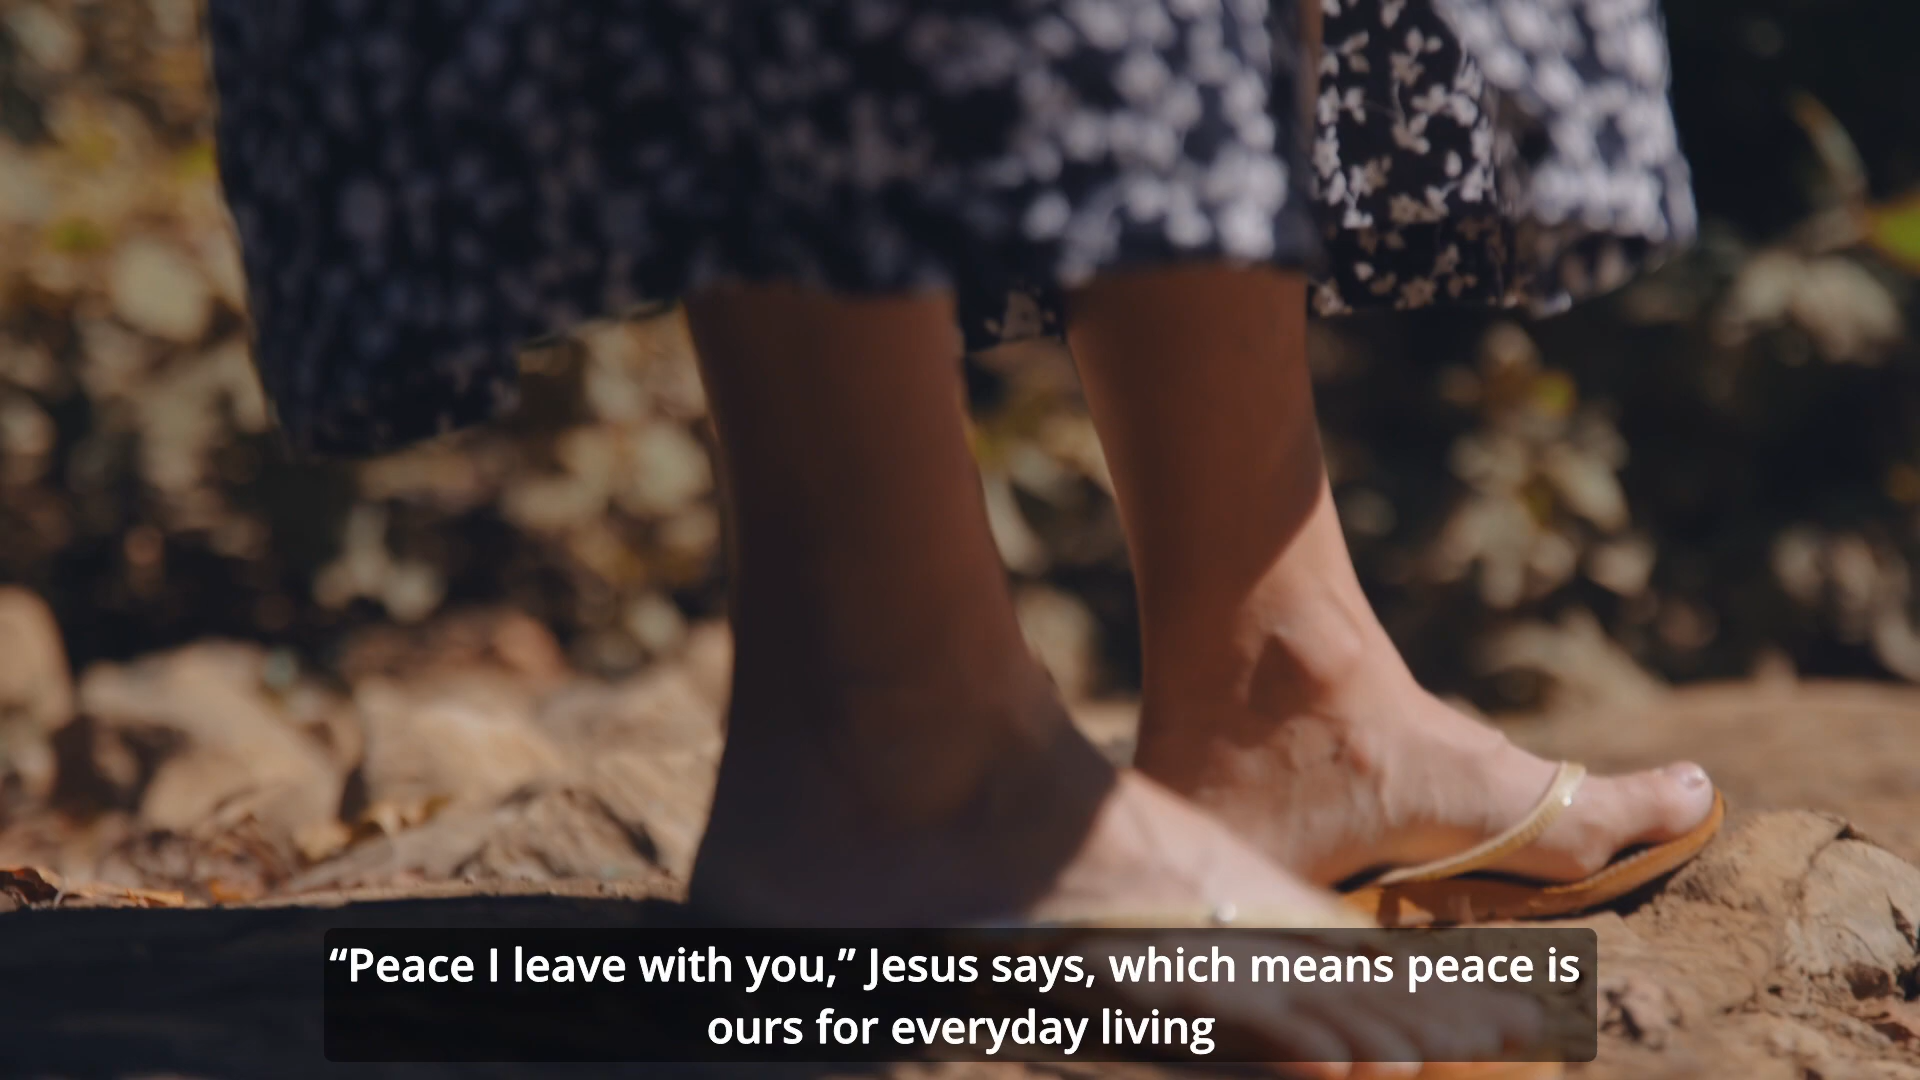 “Peace I leave with you,” Jesus says, which means peace is
ours for everyday living